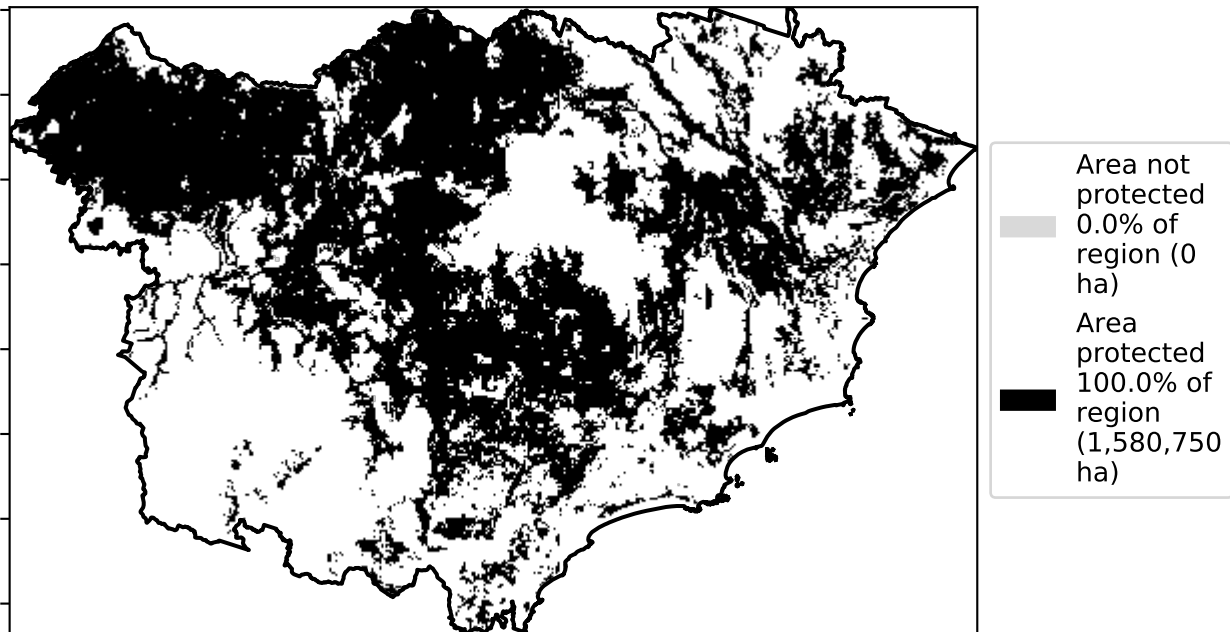 Area not
protected
0.0% of
region (0
ha)
Area
protected
100.0% of
region
(1,580,750
ha)